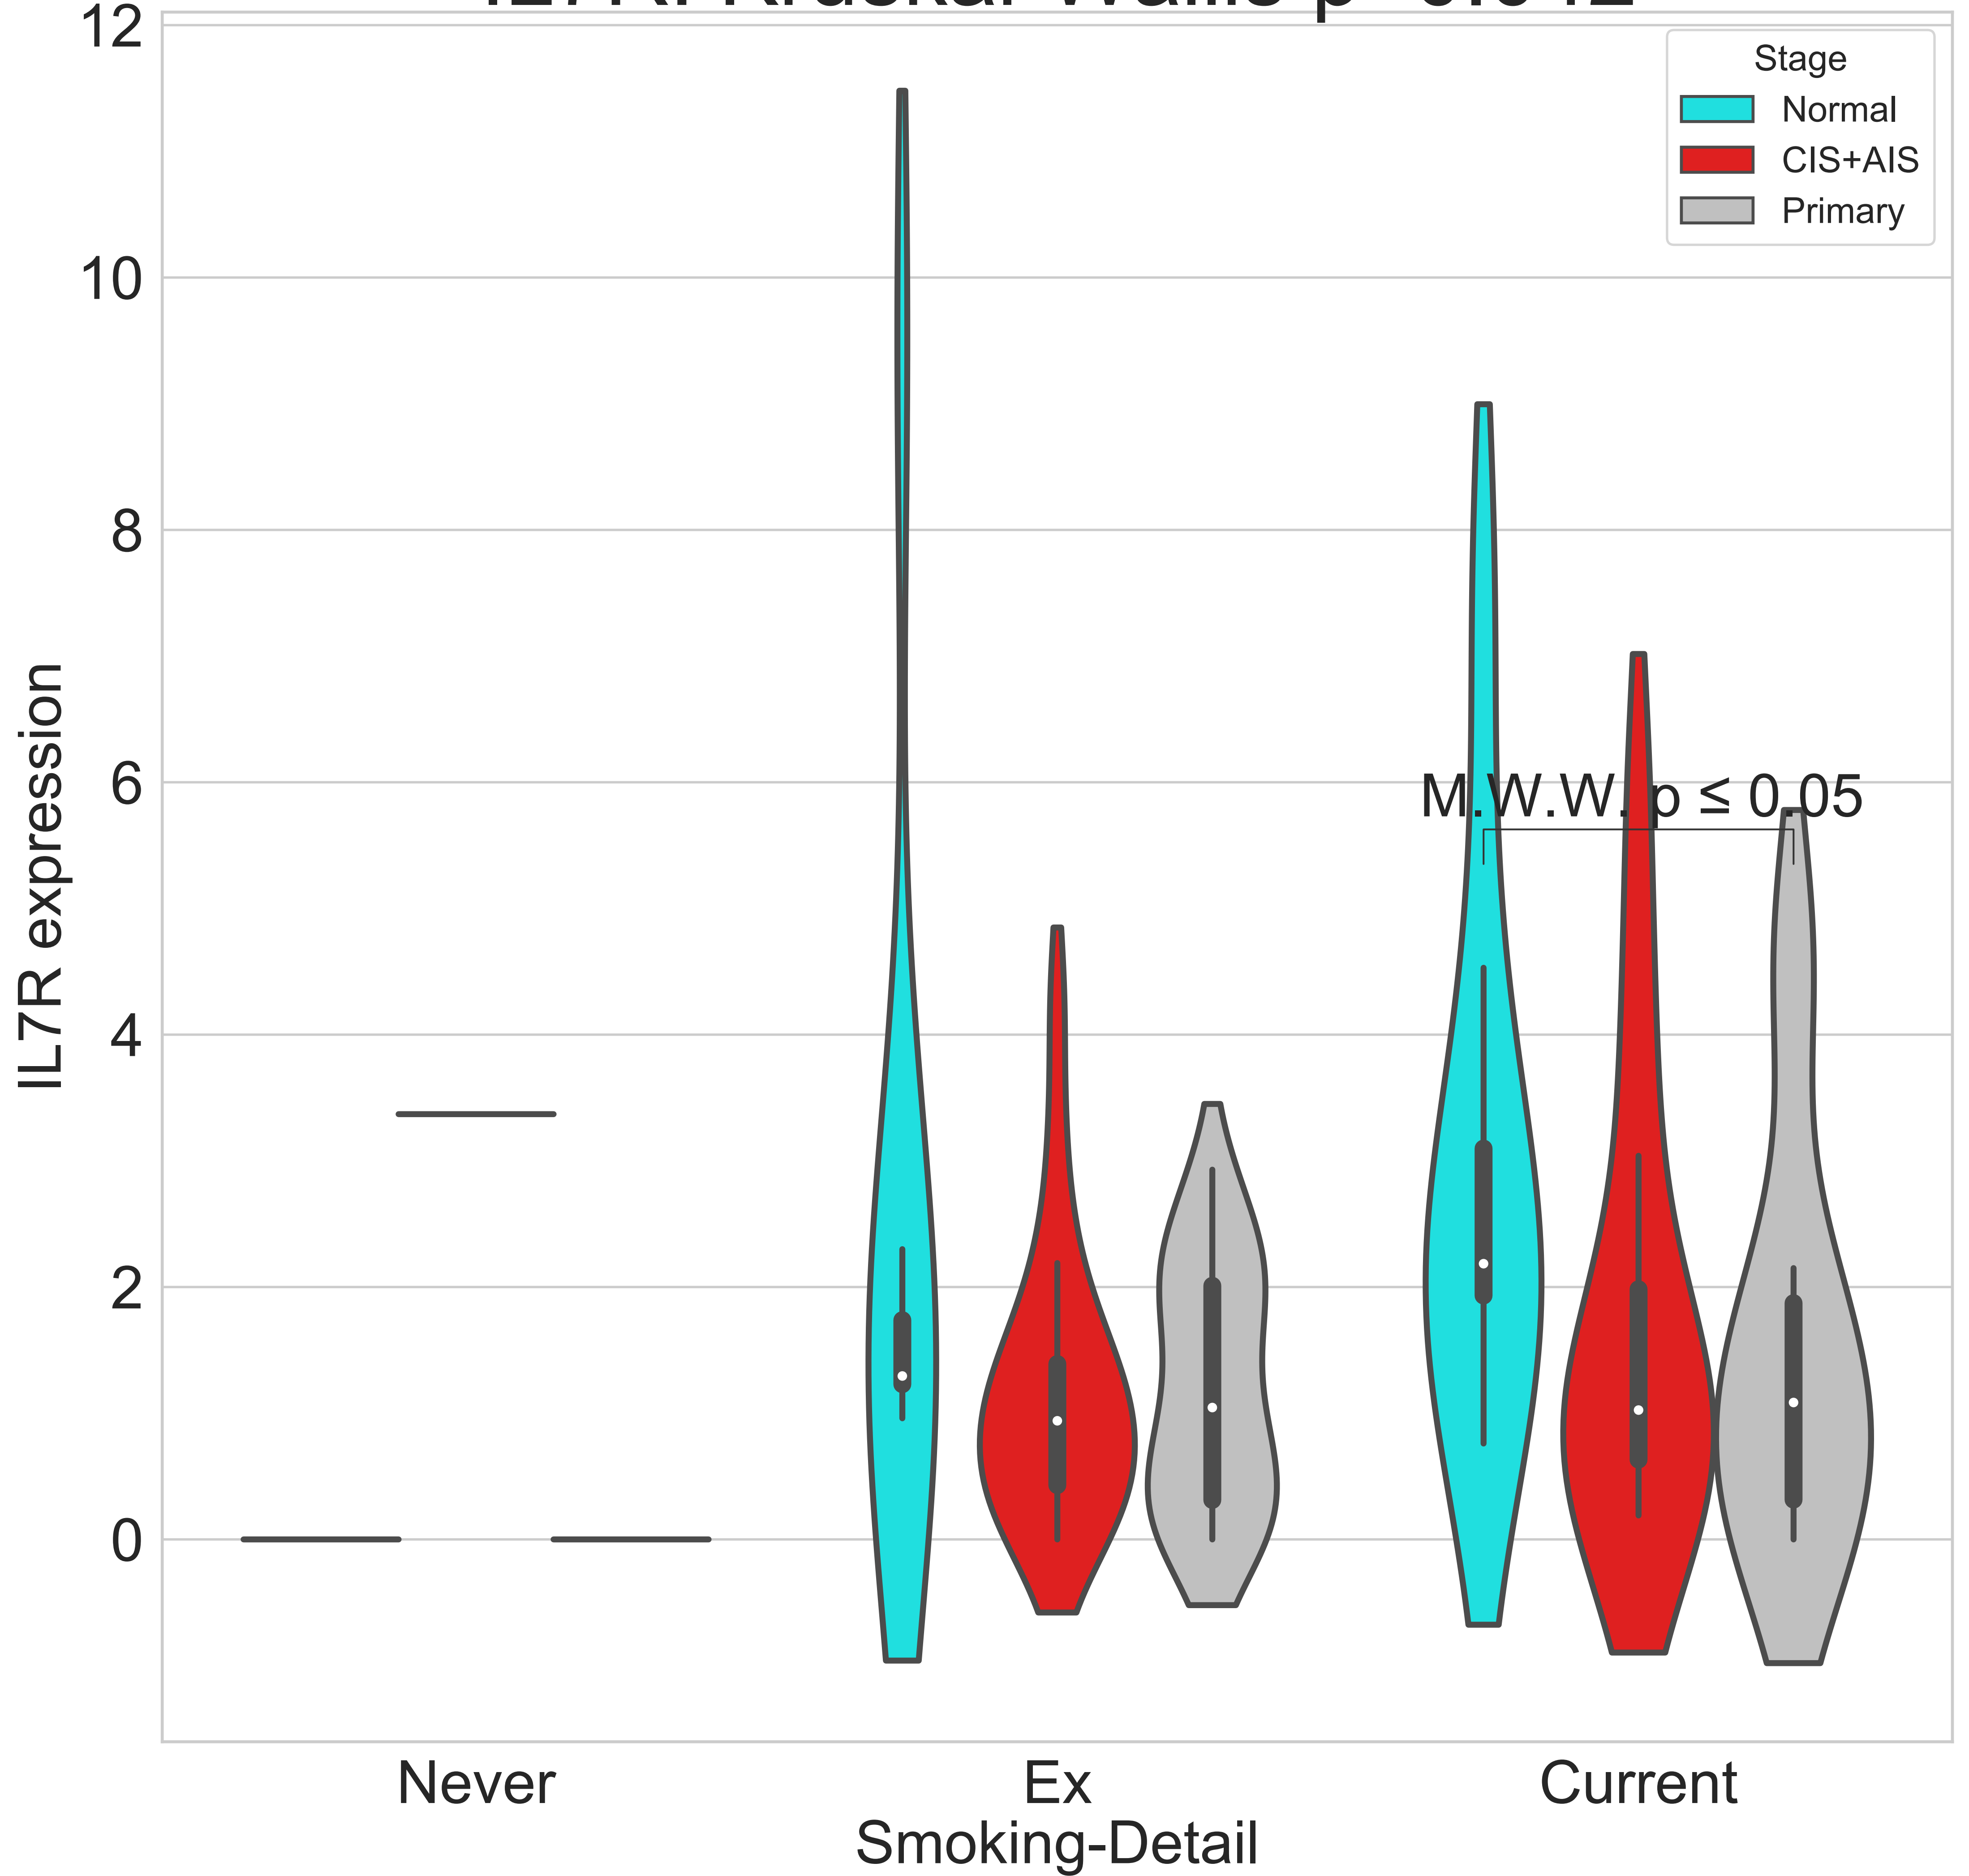 12
10
8
6
4
2
0
IL7R expression
Stage
Normal
CIS+AIS
Primary
M.W.W. p ≤ 0.05
Never
Ex
Current
Smoking-Detail